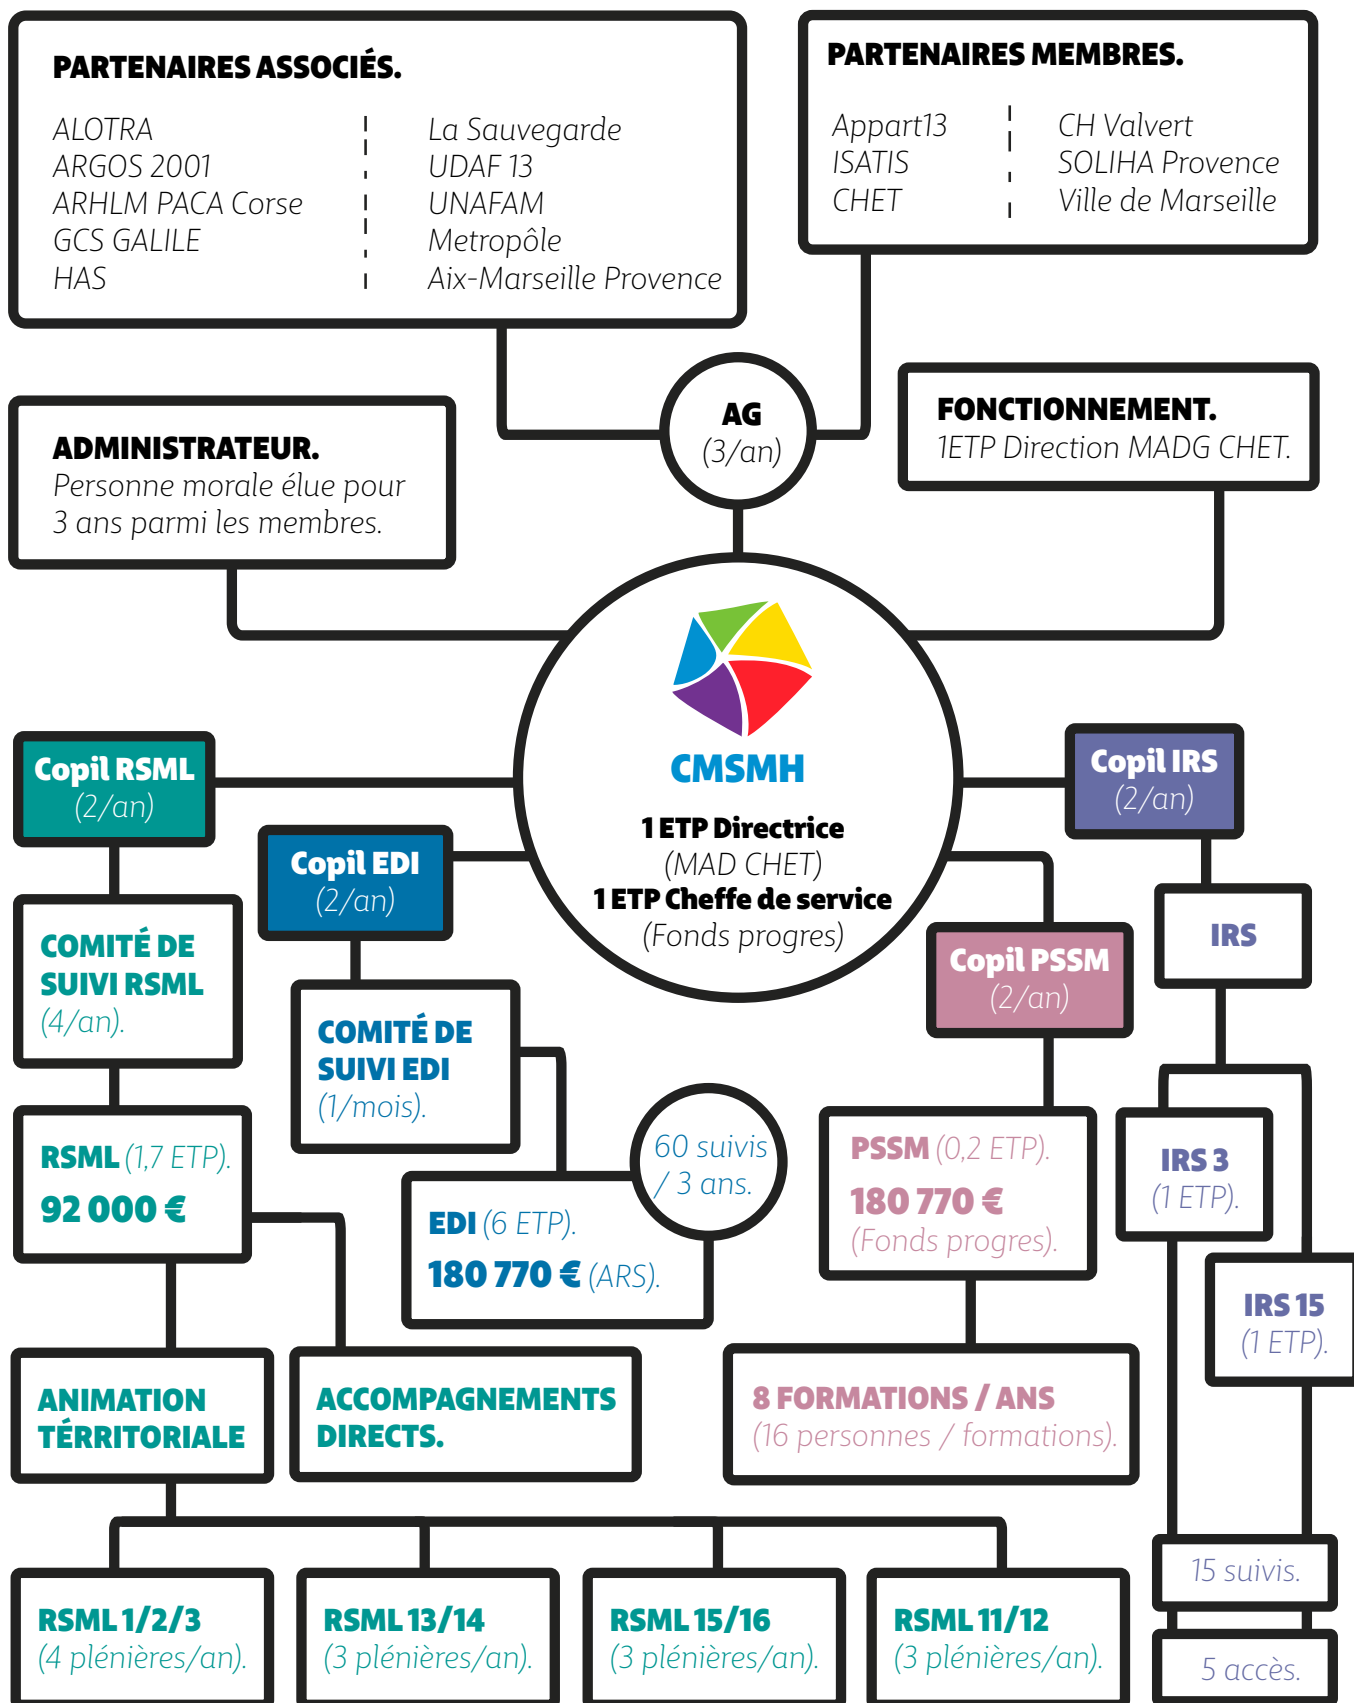 PARTENAIRES ASSOCIÉS.
ALOTRA
ARGOS 2001
ARHLM PACA Corse
GCS GALILE
HAS
La Sauvegarde
UDAF 13
UNAFAM
Metropôle
Aix-Marseille Provence
PARTENAIRES MEMBRES.
Appart13
ISATIS
CHET
CH Valvert
SOLIHA Provence
Ville de Marseille
AG
(3/an)
ADMINISTRATEUR.
Personne morale élue pour
3 ans parmi les membres.
FONCTIONNEMENT.
1ETP Direction MADG CHET.
CMSMH
1 ETP Directrice
(MAD CHET)
1 ETP Cheffe de service
(Fonds progres)
Copil RSML
(2/an)
Copil EDI
(2/an)
Copil PSSM
(2/an)
Copil IRS
(2/an)
COMITÉ DE
SUIVI RSML
(4/an).
COMITÉ DE
SUIVI EDI
(1/mois).
IRS
RSML (1,7 ETP).
92 000 €
EDI (6 ETP).
180 770 € (ARS).
60 suivis
/ 3 ans.
PSSM (0,2 ETP).
180 770 €
(Fonds progres).
IRS 3
(1 ETP).
IRS 15
(1 ETP).
ANIMATION
TÉRRITORIALE
ACCOMPAGNEMENTS
DIRECTS.
8 FORMATIONS / ANS
(16 personnes / formations).
RSML 1/2/3
(4 plénières/an).
RSML 13/14
(3 plénières/an).
RSML 15/16
(3 plénières/an).
RSML 11/12
(3 plénières/an).
15 suivis.
5 accès.